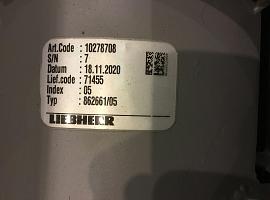 Art.Code : 10278708
S/N : 7
Datum : 18.11.2020
Lief.code : 71455
Index : 05
Typ : 862661/05
LIEBHERR